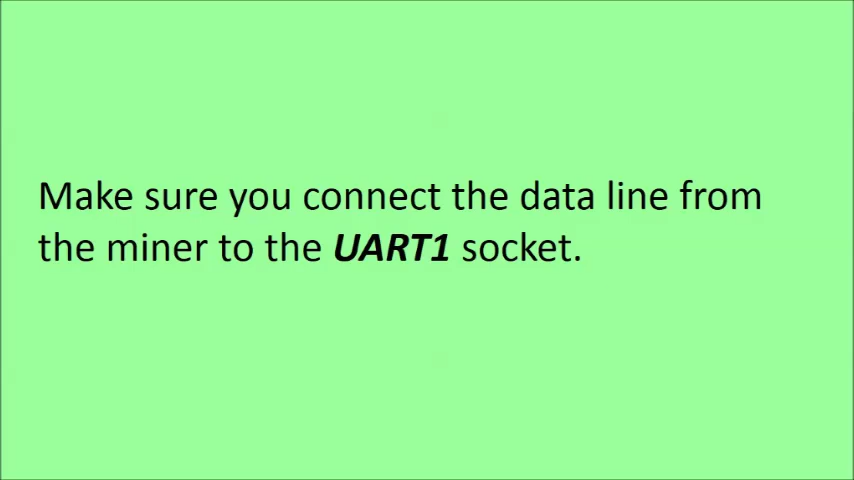 Make sure you connect the data line from
the miner to the UART1 socket.